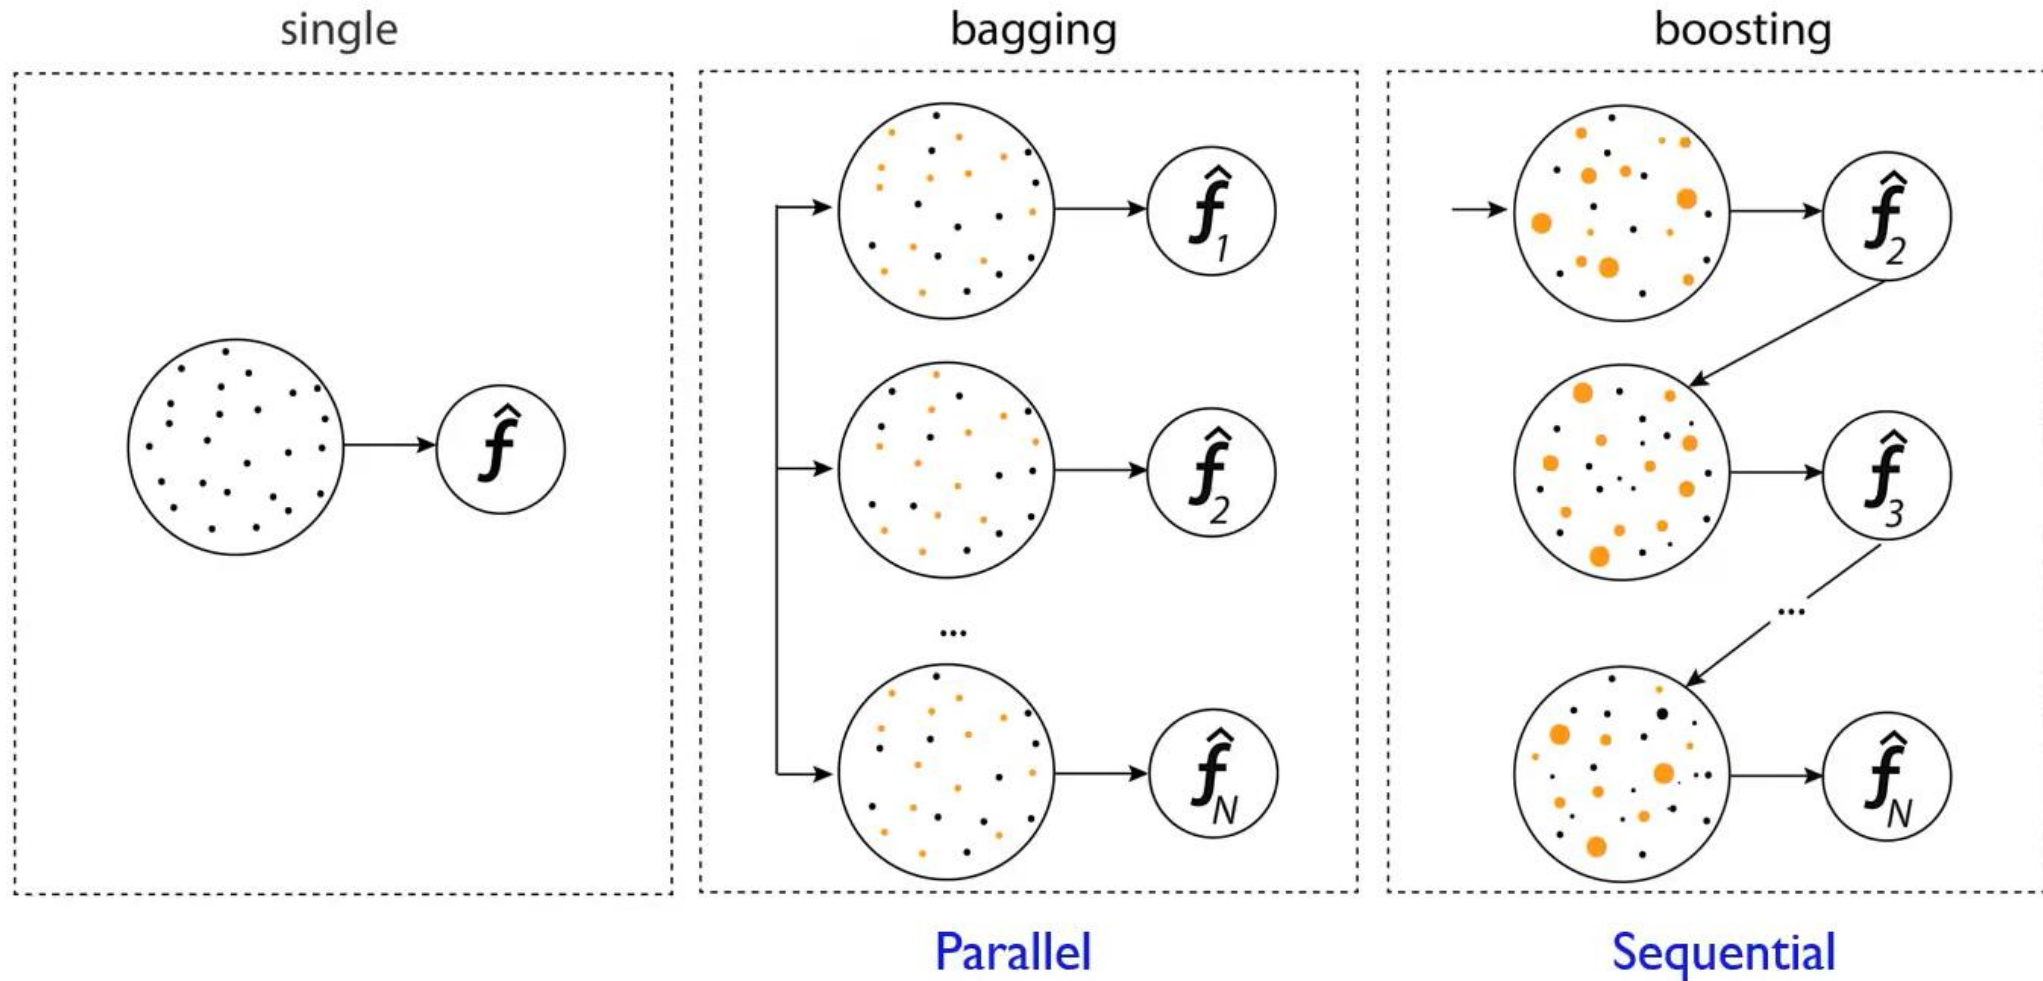 single
bagging
boosting
f̂
f̂1
f̂2
...
f̂N
f̂2
f̂3
...
f̂N
Parallel
Sequential